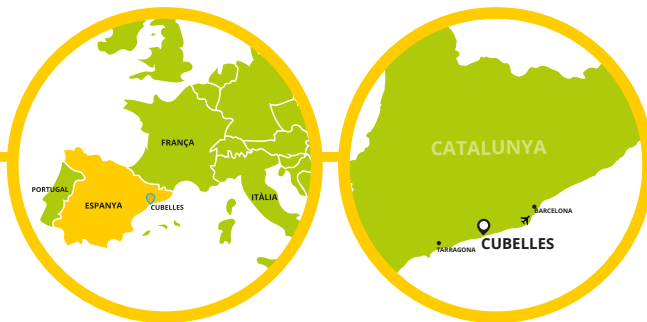 FRANÇA
PORTUGAL
ESPANYA
CUBELLES
ITÀLIA
CATALUNYA
BARCELONA
CUBELLES
TARRAGONA